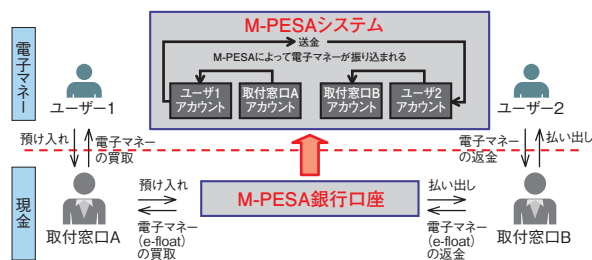 電子マネー
現金
M-PESAシステム
送金
M-PESAによって電子マネーが振り込まれる
ユーザ1
アカウント
取付窓口A
アカウント
取付窓口B
アカウント
ユーザ2
アカウント
ユーザー1
ユーザー2
預け入れ
電子マネー
の買取
電子マネー
の返金
払い出し
取付窓口A
預け入れ
電子マネー
(e-float)
の買取
M-PESA銀行口座
払い出し
電子マネー
(e-float)
の返金
取付窓口B